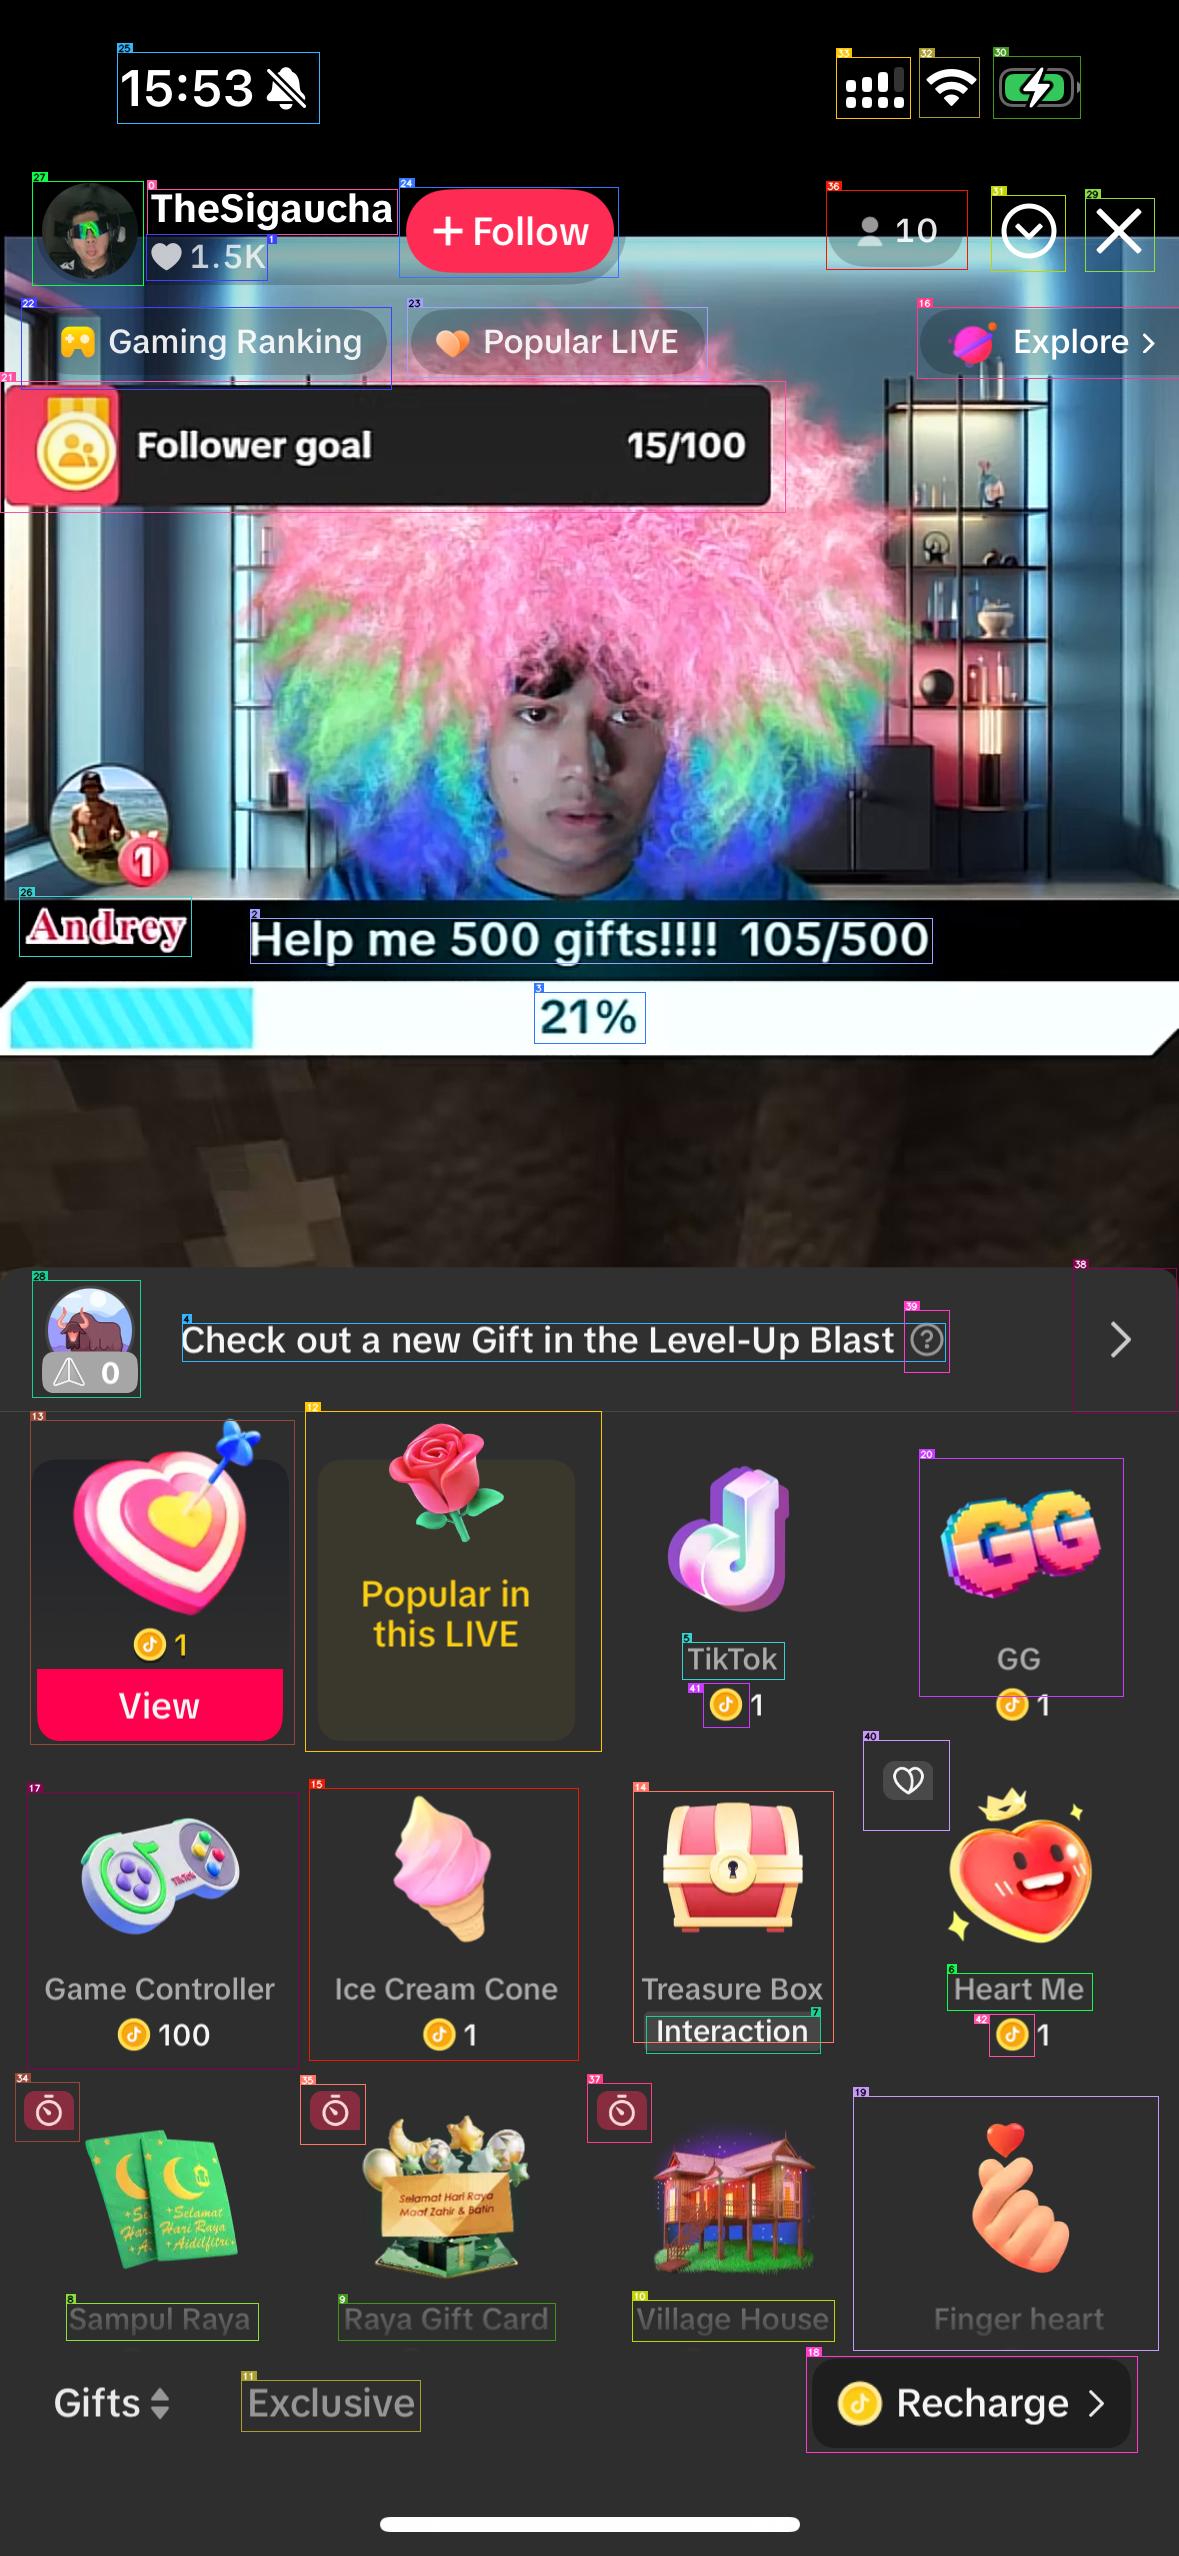 15:53
TheSigaucha
1.5K
+ Follow
10
Gaming Ranking
Popular LIVE
Explore >
Follower goal 15/100
1
Andrey
Help me 500 gifts!!!! 105/500
21%
0
Check out a new Gift in the Level-Up Blast ?
Popular in
this LIVE
1
View
TikTok
1
GG
1
Game Controller
100
Ice Cream Cone
1
Treasure Box
Interaction
Heart Me
1
Selamat
Hari Raya
Aidilfitri
Sampul Raya
Selamat Hari Raya
Maaf Zahir & Batin
Raya Gift Card
Village House
Finger heart
Gifts
Exclusive
Recharge >